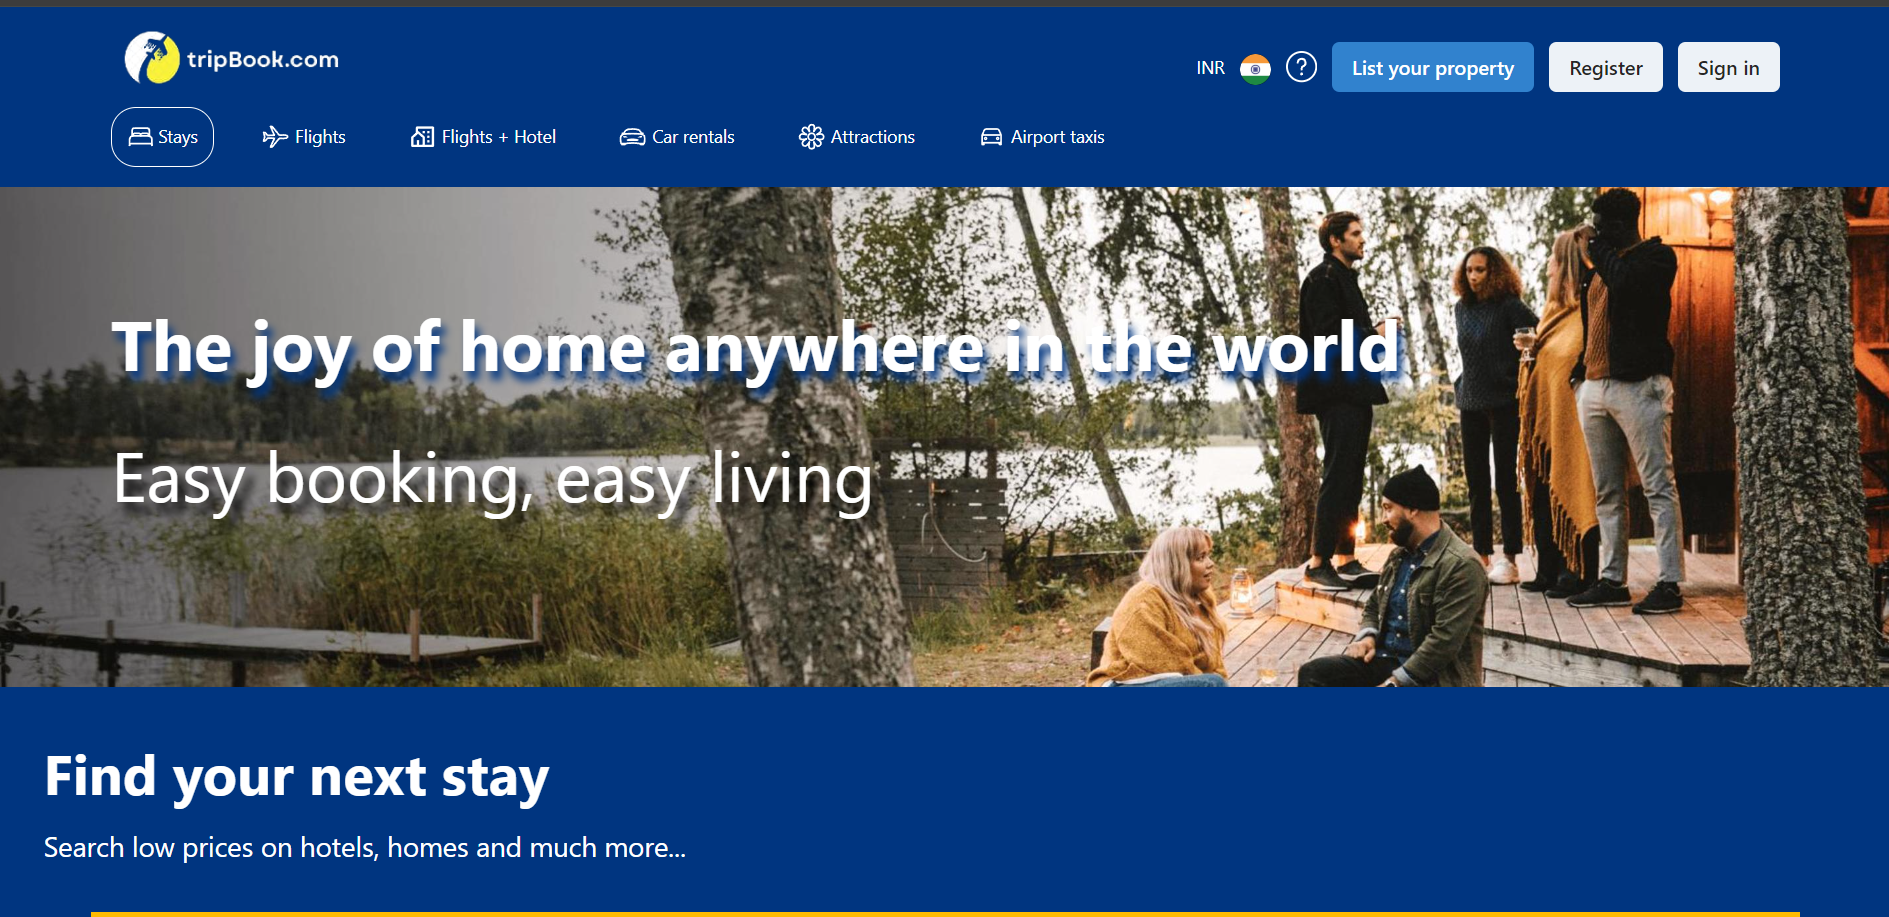 tripBook.com
INR
?
List your property
Register
Sign in
Stays
Flights
Flights + Hotel
Car rentals
Attractions
Airport taxis
The joy of home anywhere in the world
Easy booking, easy living
Find your next stay
Search low prices on hotels, homes and much more...